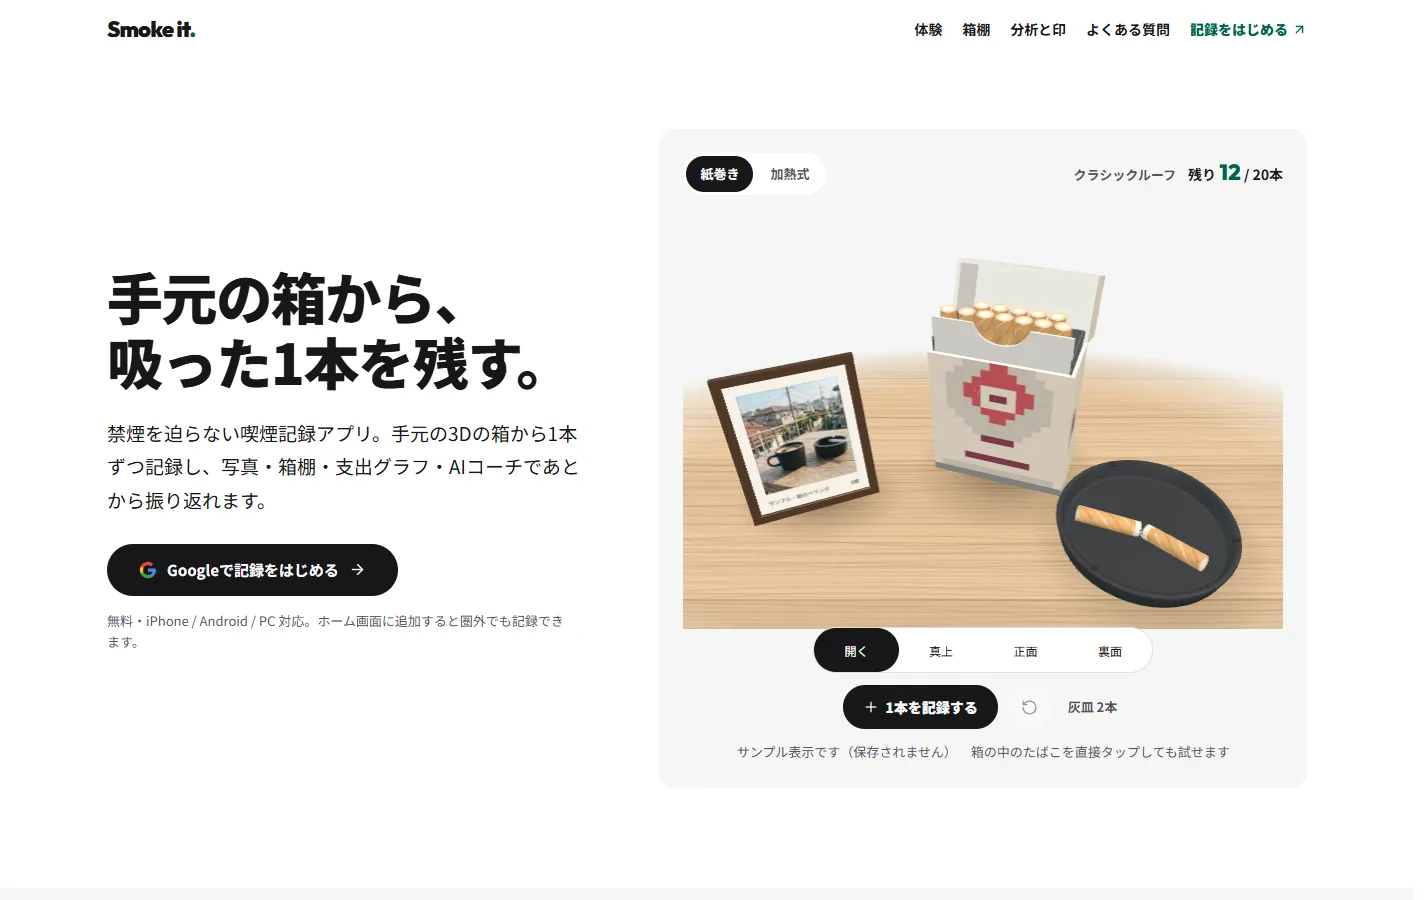 Smoke it.
体験 箱棚 分析と印 よくある質問 記録をはじめる
紙巻き 加熱式
クラシックルーフ 残り 12 / 20本
手元の箱から、
吸った1本を残す。
禁煙を迫らない喫煙記録アプリ。手元の3Dの箱から1本
ずつ記録し、写真・箱棚・支出グラフ・AIコーチであと
から振り返れます。
Googleで記録をはじめる
無料・iPhone / Android / PC 対応。ホーム画面に追加すると圏外でも記録でき
ます。
開く 真上 正面 裏面
1本を記録する 灰皿 2本
サンプル表示です（保存されません） 箱の中のたばこを直接タップしても試せます